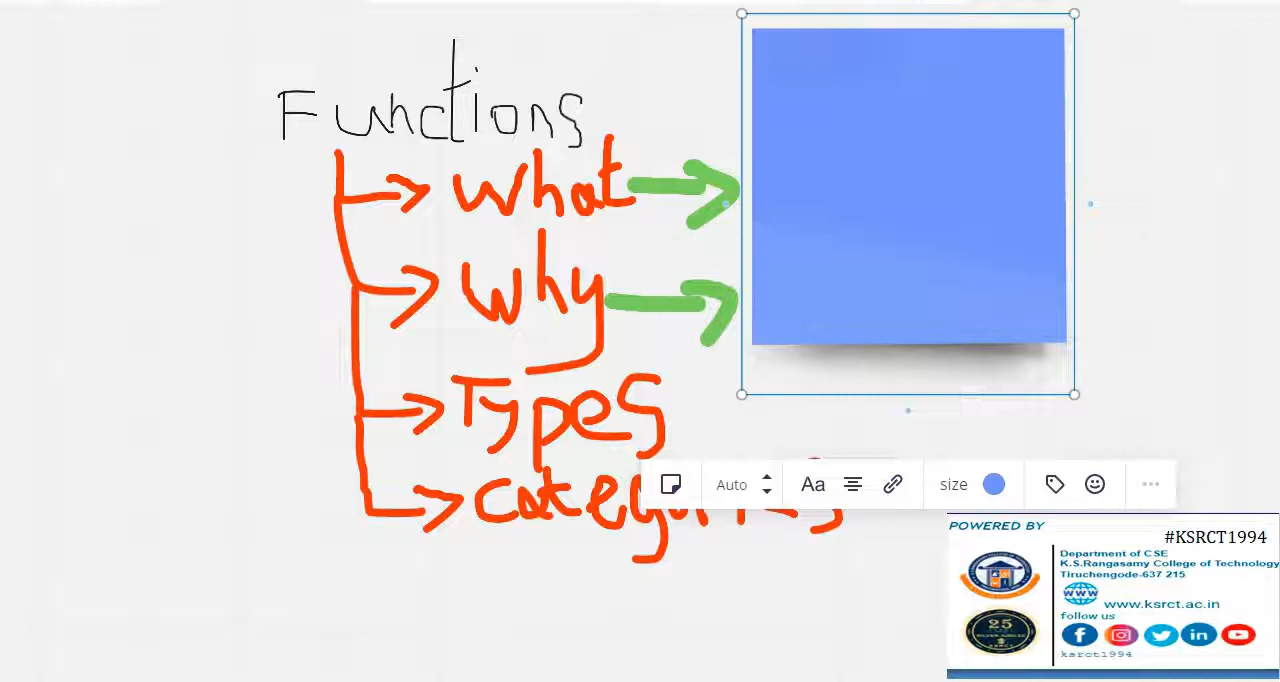 Functions
what
why
Types
Auto
Aa
size
POWERED BY
#KSRCT1994
Department of CSE
K.S.Rangasamy College of Technology
Tiruchengode-637 215
www
www.ksrct.ac.in
follow us
ksrct1994
25